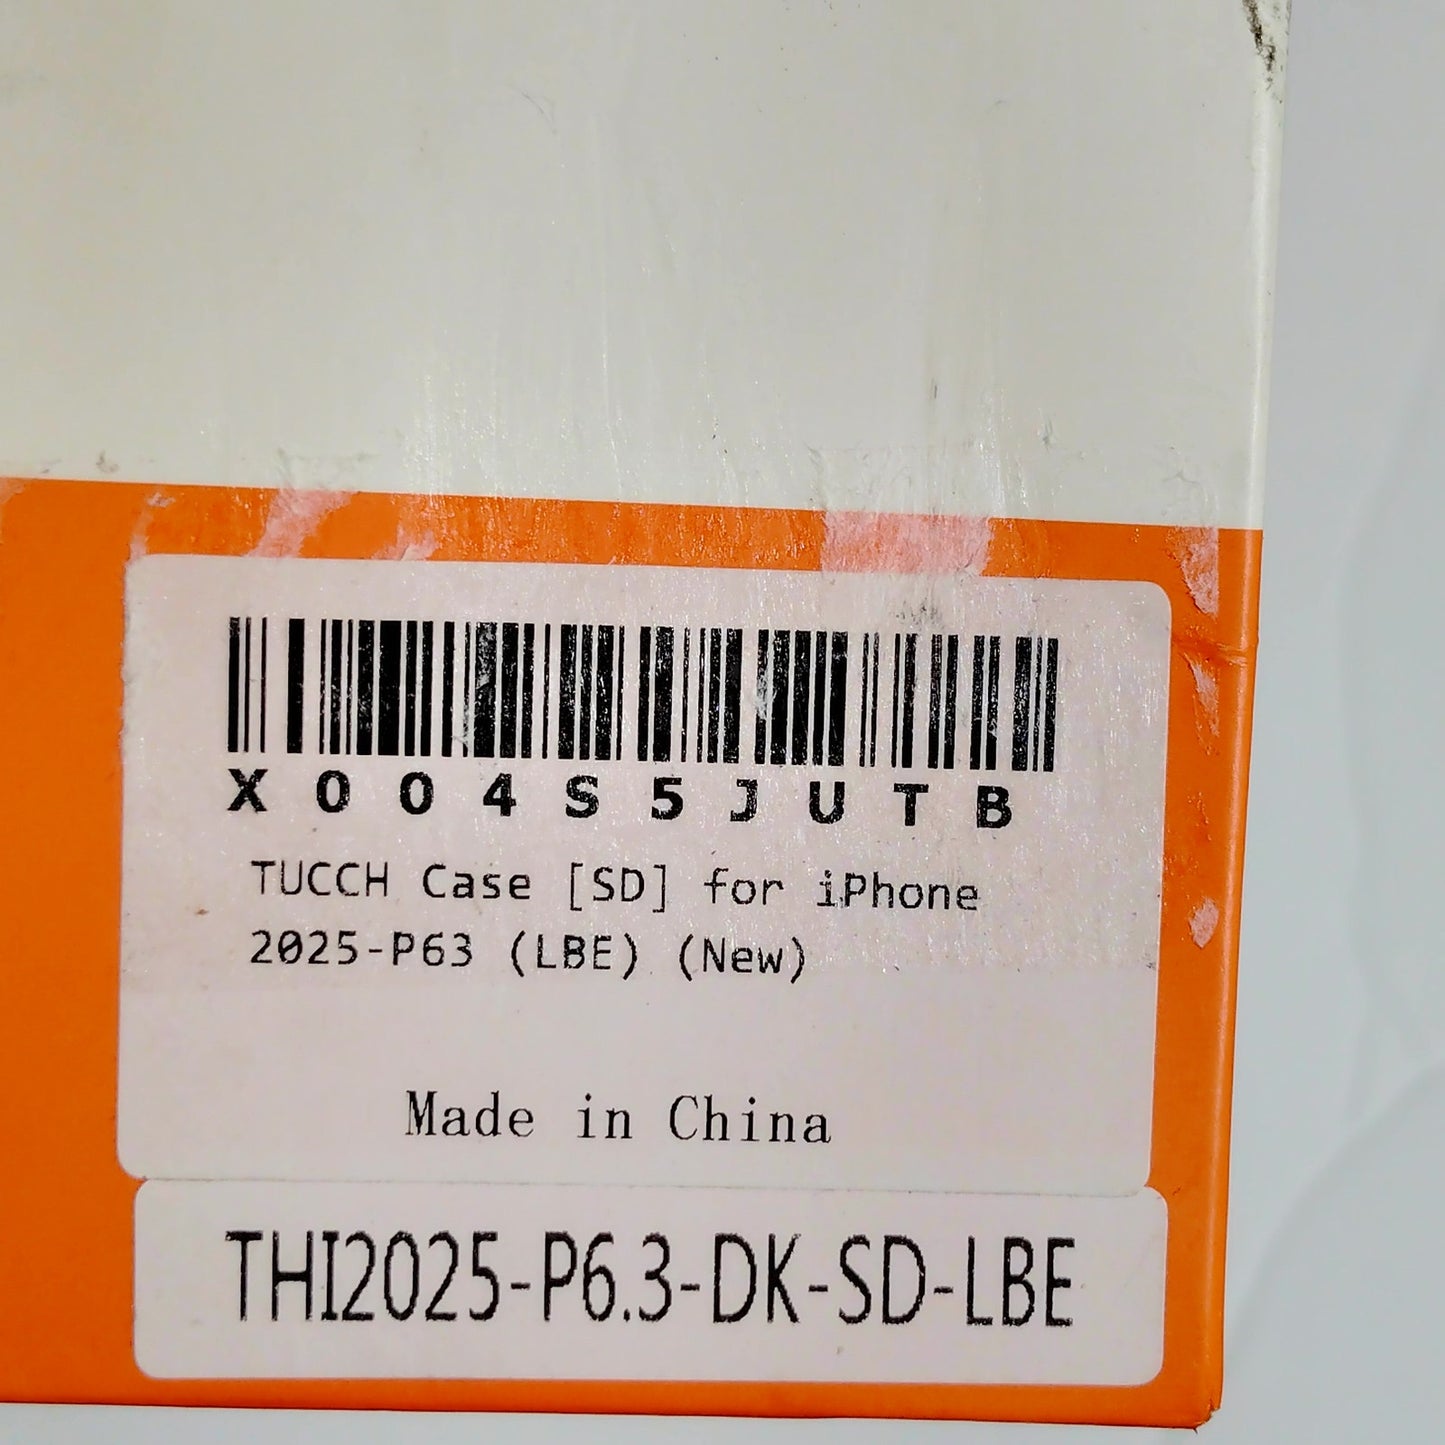 X004S5JUTB
TUCCH Case [SD] for iPhone
2025-P63 (LBE) (New)
Made in China
THI2025-P6.3-DK-SD-LBE